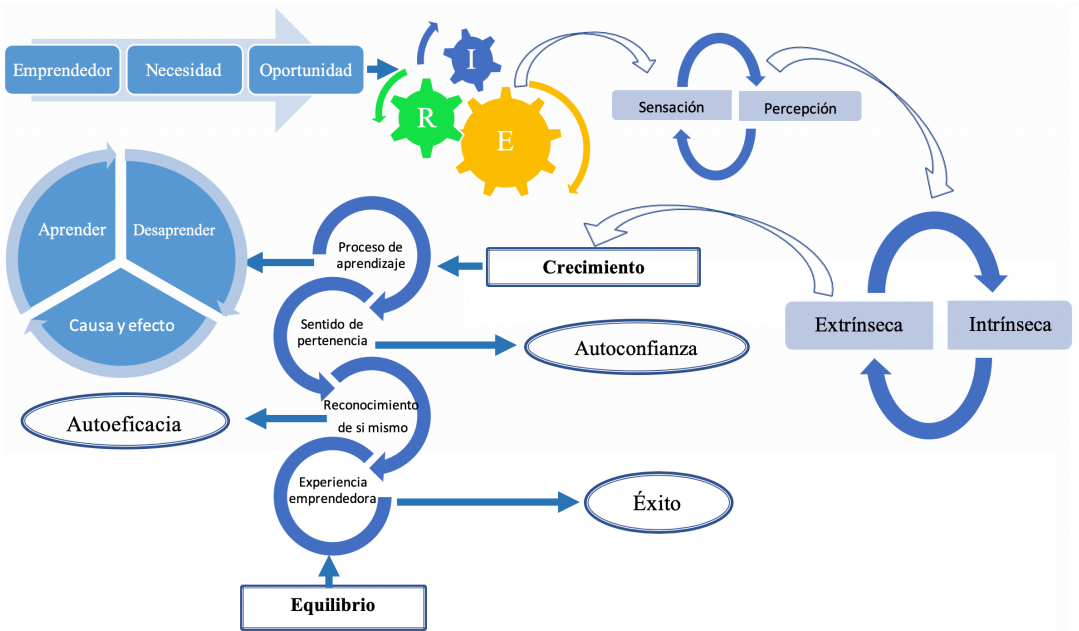 Emprendedor
Necesidad
Oportunidad
I
R
E
Sensación
Percepción
Aprender
Desaprender
Causa y efecto
Proceso de
aprendizaje
Crecimiento
Extrínseca
Intrínseca
Sentido de
pertenencia
Autoconfianza
Autoeficacia
Reconocimiento
de si mismo
Experiencia
emprendedora
Éxito
Equilibrio